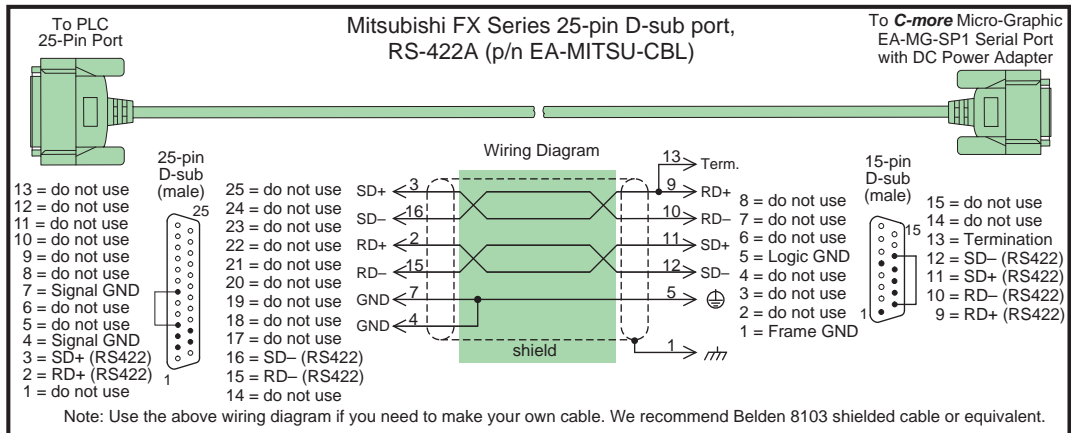 To PLC
25-Pin Port
Mitsubishi FX Series 25-pin D-sub port,
RS-422A (p/n EA-MITSU-CBL)
To C-more Micro-Graphic
EA-MG-SP1 Serial Port
with DC Power Adapter
25-pin
D-sub
(male)
13 = do not use
12 = do not use
11 = do not use
10 = do not use
9 = do not use
8 = do not use
7 = Signal GND
6 = do not use
5 = do not use
4 = Signal GND
3 = SD+ (RS422)
2 = RD+ (RS422)
1 = do not use
25
1
25 = do not use
24 = do not use
23 = do not use
22 = do not use
21 = do not use
20 = do not use
19 = do not use
18 = do not use
17 = do not use
16 = SD– (RS422)
15 = RD– (RS422)
14 = do not use
Wiring Diagram
SD+ 3
SD– 16
RD+ 2
RD– 15
GND 7
GND 4
shield
13 Term.
9 RD+
10 RD–
11 SD+
12 SD–
5
1
8 = do not use
7 = do not use
6 = do not use
5 = Logic GND
4 = do not use
3 = do not use
2 = do not use
1 = Frame GND
15-pin
D-sub
(male)
15
1
15 = do not use
14 = do not use
13 = Termination
12 = SD– (RS422)
11 = SD+ (RS422)
10 = RD– (RS422)
9 = RD+ (RS422)
Note: Use the above wiring diagram if you need to make your own cable. We recommend Belden 8103 shielded cable or equivalent.